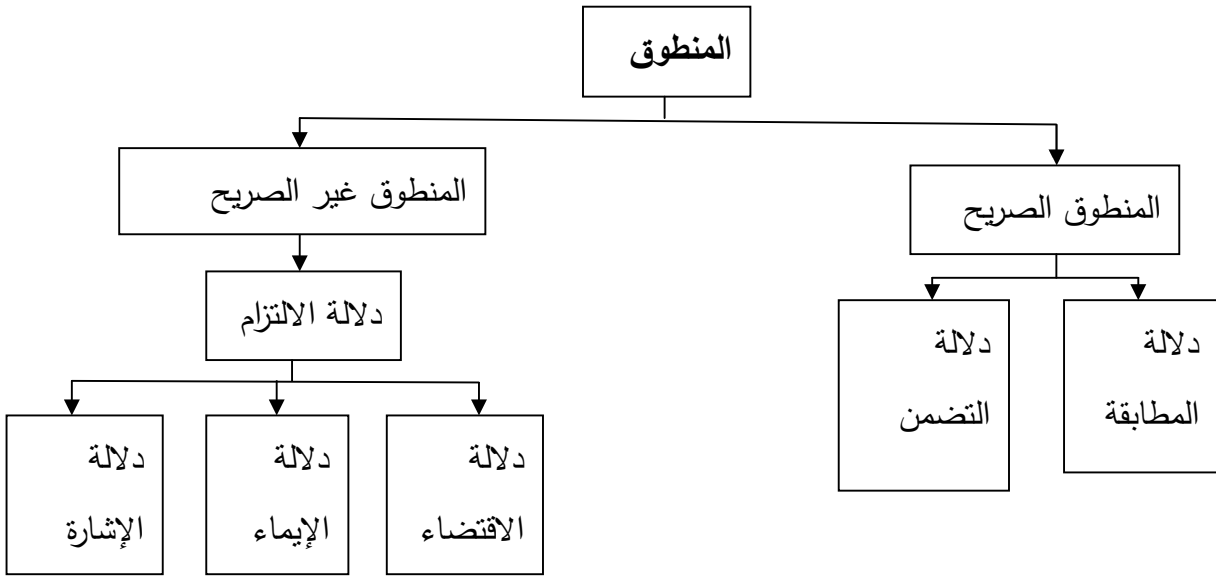 المنطوق
المنطوق الصريح
المنطوق غير الصريح
دلالة
المطابقة
دلالة
التضمن
دلالة الالتزام
دلالة
الاقتضاء
دلالة
الإيماء
دلالة
الإشارة